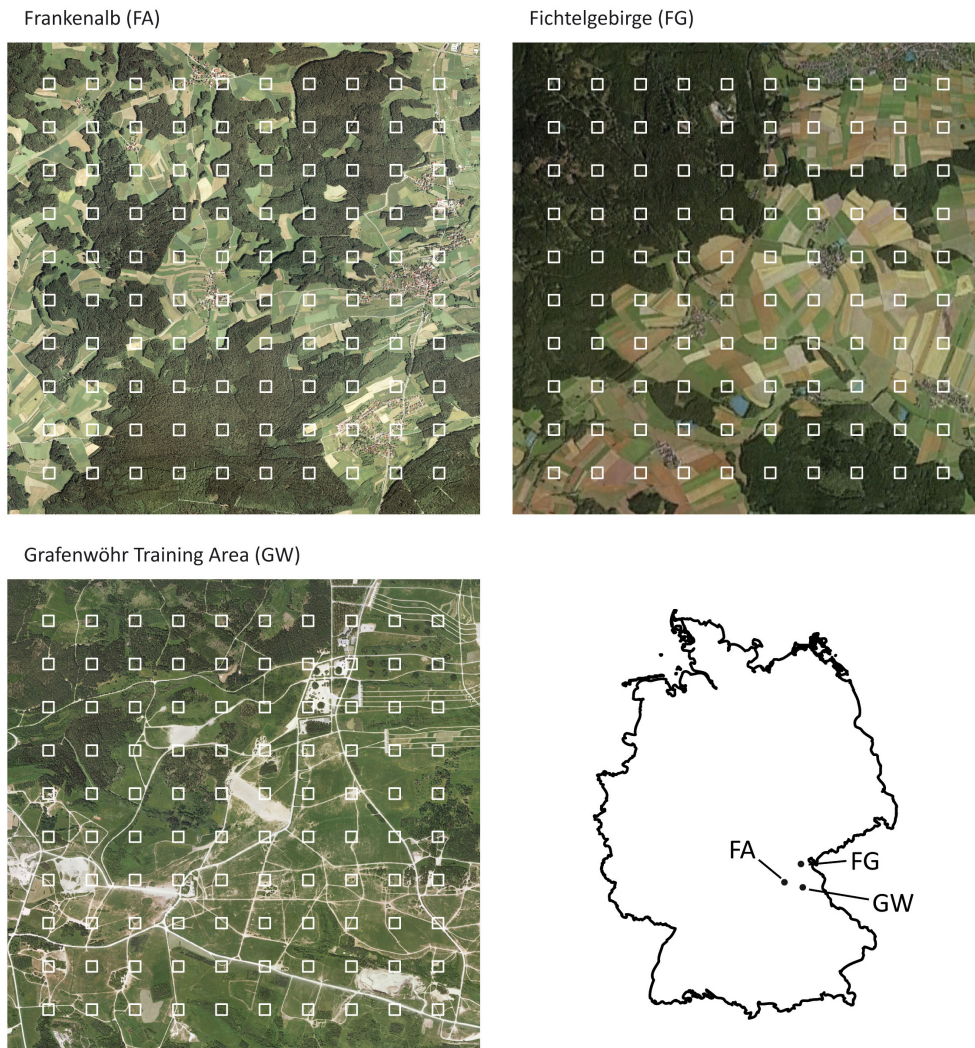 Frankenalb (FA)
Fichtelgebirge (FG)
Grafenwöhr Training Area (GW)
FA
FG
GW